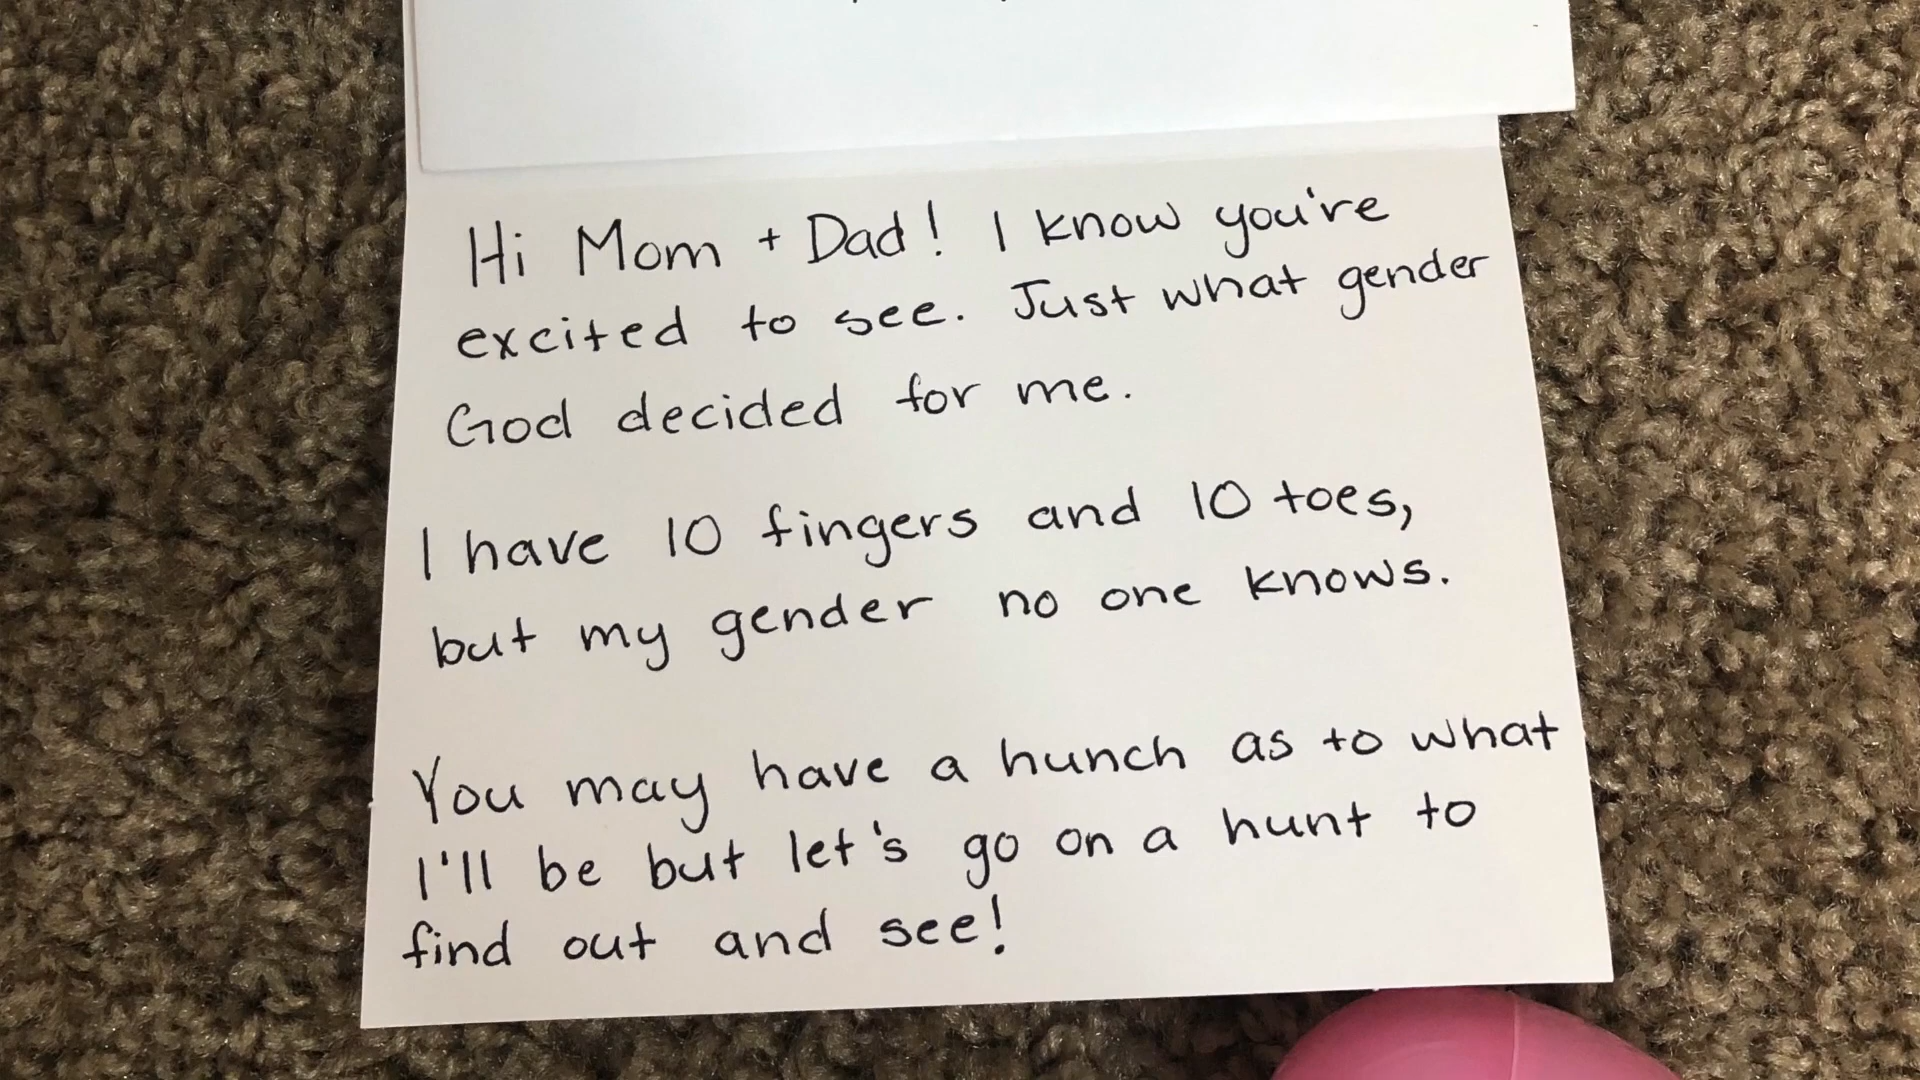 Hi Mom + Dad! I know you're
excited to see. Just what gender
God decided for me.
I have 10 fingers and 10 toes,
but my gender no one knows.
You may have a hunch as to what
I'll be but let's go on a hunt to
find out and see!